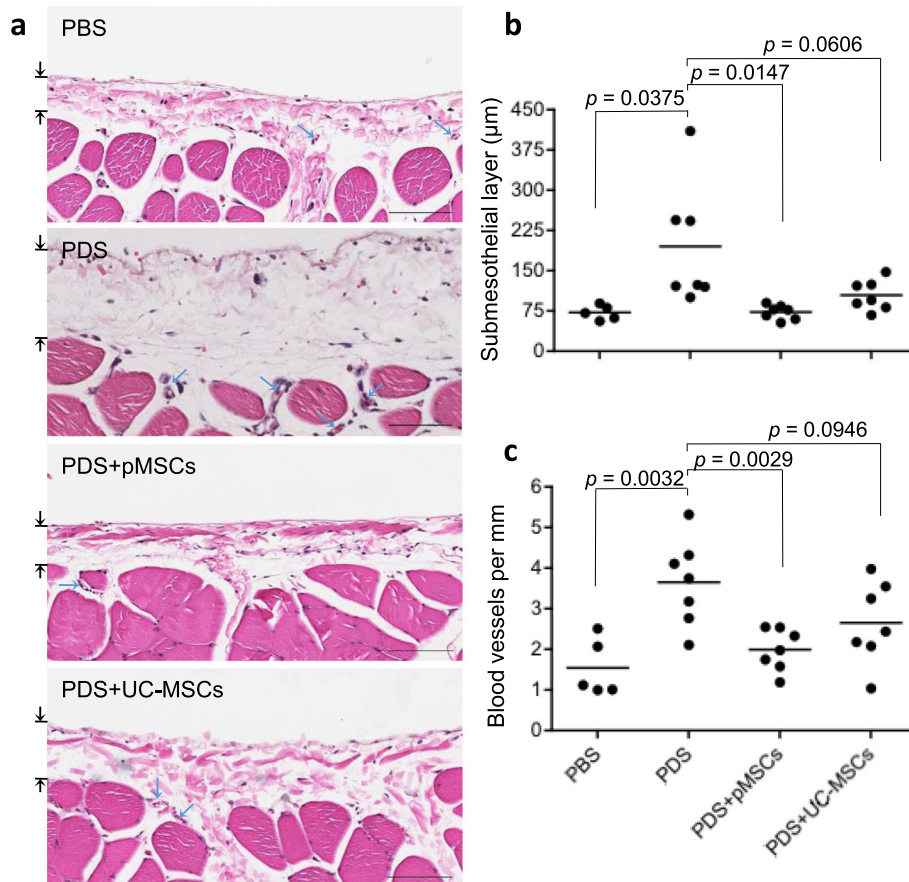 a
PBS
PDS
PDS+pMSCs
PDS+UC-MSCs
b
p = 0.0606
p = 0.0147
p = 0.0375
Submesothelial layer (µm)
450
375
300
225
150
75
0
c
p = 0.0946
p = 0.0029
p = 0.0032
Blood vessels per mm
6
5
4
3
2
1
0
PBS
PDS
PDS+pMSCs
PDS+UC-MSCs